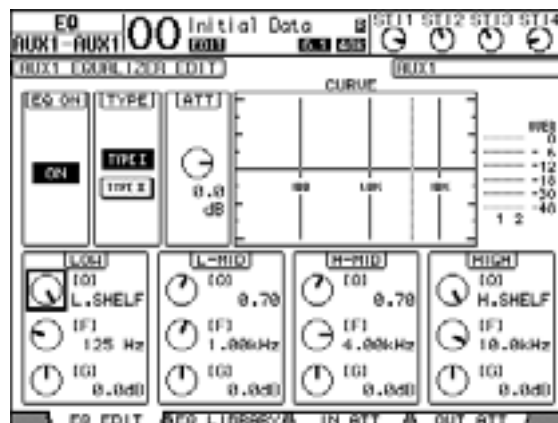 EQ
AUX1-AUX1
00
Initial Data
EDIT
ST1 ST2 ST3 ST4
AUX1 EQUALIZER EDIT
AUX1
EQ ON
TYPE
ATT
CURVE
ON
TYPE I
TYPE II
0.0
dB
100
1.0K
10K
OVER
0
-6
-12
-18
-30
-48
1 2
LOW
L-MID
H-MID
HIGH
[Q] [Q] [Q] [Q]
L.SHELF 0.70 0.70 H.SHELF
[F] [F] [F] [F]
125 Hz 1.00kHz 4.00kHz 10.0kHz
[G] [G] [G] [G]
0.0dB 0.0dB 0.0dB 0.0dB
EQ EDIT
EQ LIBRARY
IN ATT
OUT ATT